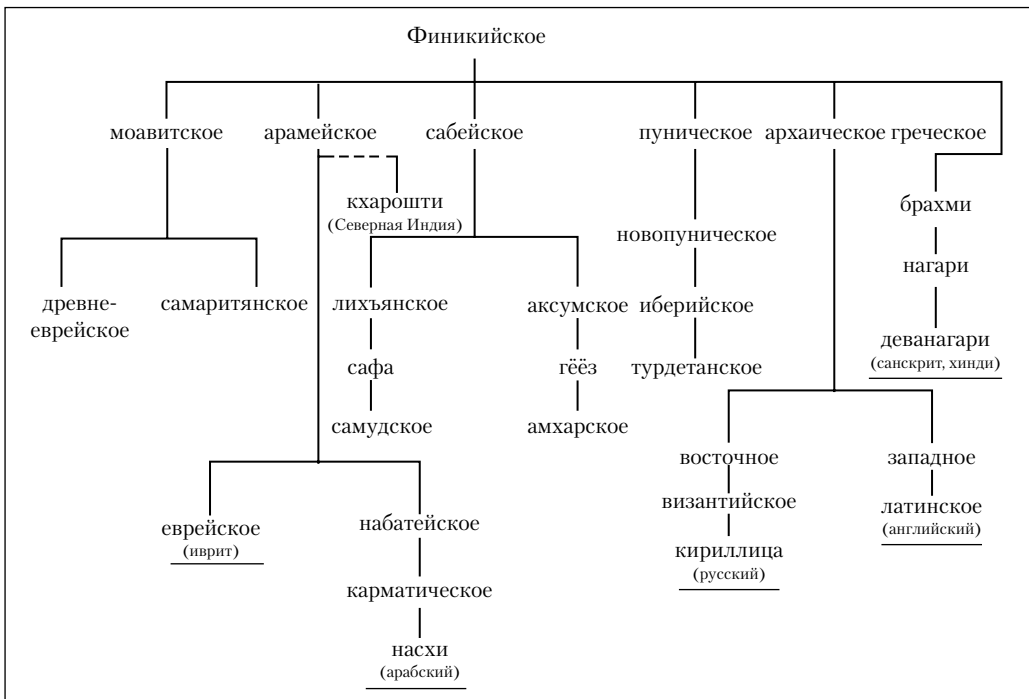 Финикийское
моавитское арамейское сабейское пуническое архаическое греческое
кхарошти
(Северная Индия)
брахми
новопуническое
нагари
древне-
еврейское
самаритянское
лихъянское
аксумское
иберийское
деванагари
(санскрит, хинди)
сафа
гёёз
турдетанское
самудское
амхарское
восточное
западное
византийское
латинское
(английский)
еврейское
(иврит)
набатейское
кириллица
(русский)
карматическое
насхи
(арабский)